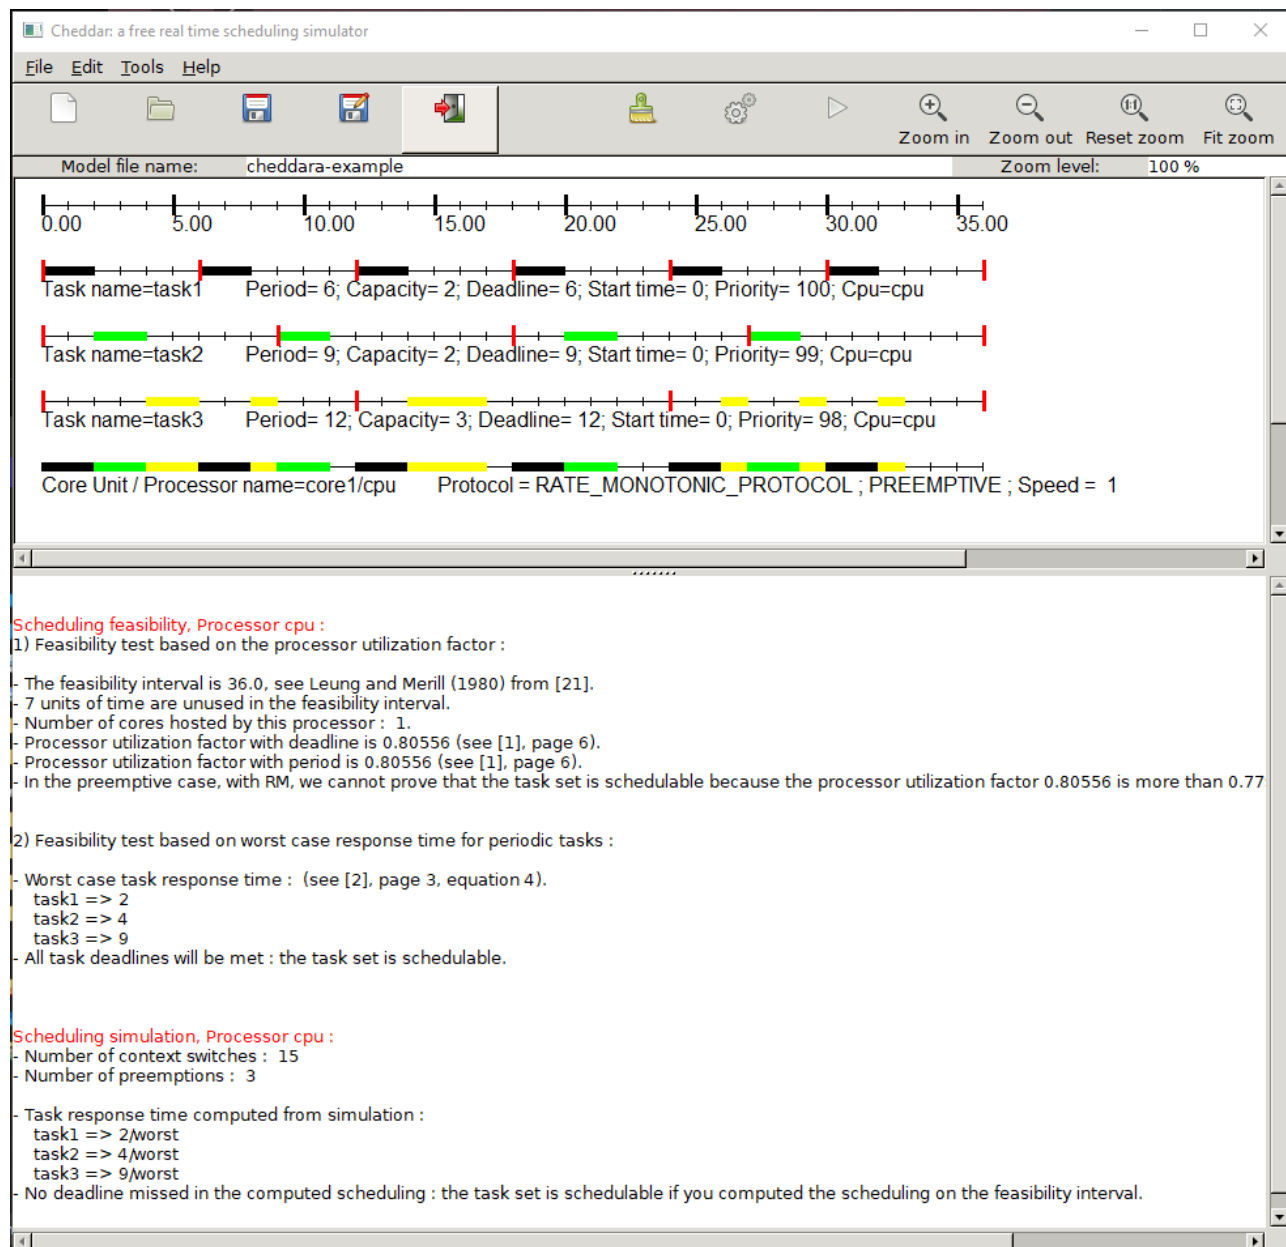 Cheddar: a free real time scheduling simulator
File Edit Tools Help
Zoom in Zoom out Reset zoom Fit zoom
Model file name: cheddara-example Zoom level: 100 %
0.00 5.00 10.00 15.00 20.00 25.00 30.00 35.00
Task name=task1 Period= 6; Capacity= 2; Deadline= 6; Start time= 0; Priority= 100; Cpu=cpu
Task name=task2 Period= 9; Capacity= 2; Deadline= 9; Start time= 0; Priority= 99; Cpu=cpu
Task name=task3 Period= 12; Capacity= 3; Deadline= 12; Start time= 0; Priority= 98; Cpu=cpu
Core Unit / Processor name=core1/cpu Protocol = RATE_MONOTONIC_PROTOCOL ; PREEMPTIVE ; Speed = 1
Scheduling feasibility, Processor cpu :
1) Feasibility test based on the processor utilization factor :
- The feasibility interval is 36.0, see Leung and Merill (1980) from [21].
- 7 units of time are unused in the feasibility interval.
- Number of cores hosted by this processor : 1.
- Processor utilization factor with deadline is 0.80556 (see [1], page 6).
- Processor utilization factor with period is 0.80556 (see [1], page 6).
- In the preemptive case, with RM, we cannot prove that the task set is schedulable because the processor utilization factor 0.80556 is more than 0.77
2) Feasibility test based on worst case response time for periodic tasks :
- Worst case task response time : (see [2], page 3, equation 4).
task1 => 2
task2 => 4
task3 => 9
- All task deadlines will be met : the task set is schedulable.
Scheduling simulation, Processor cpu :
- Number of context switches : 15
- Number of preemptions : 3
- Task response time computed from simulation :
task1 => 2/worst
task2 => 4/worst
task3 => 9/worst
- No deadline missed in the computed scheduling : the task set is schedulable if you computed the scheduling on the feasibility interval.